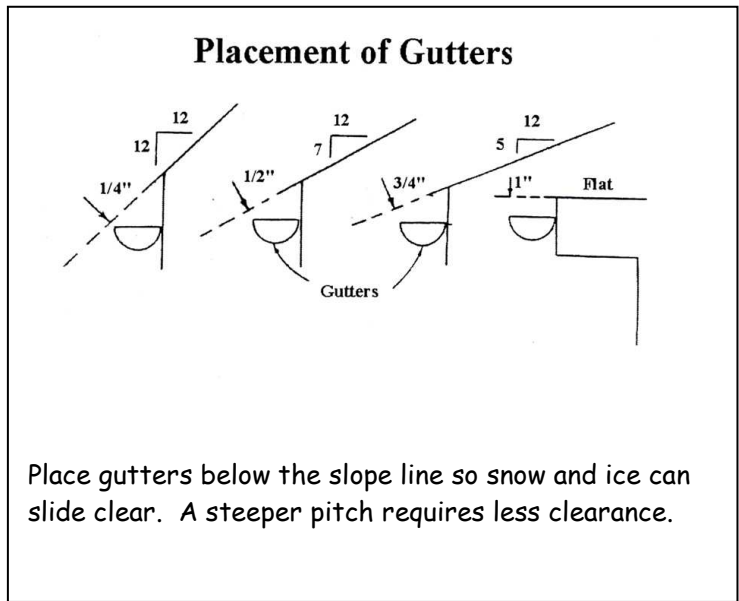 Placement of Gutters
12
12
1/4"
12
7
1/2"
12
5
3/4"
1"
Flat
Gutters
Place gutters below the slope line so snow and ice can
slide clear. A steeper pitch requires less clearance.